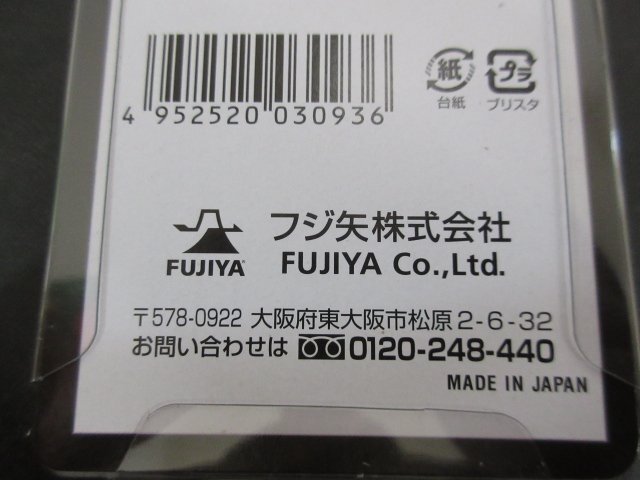 紙
台紙
プラ
ブリスタ
4 952520 030936
FUJIYA
フジ矢株式会社
FUJIYA Co.,Ltd.
〒578-0922 大阪府東大阪市松原2-6-32
お問い合わせは 0120-248-440
MADE IN JAPAN